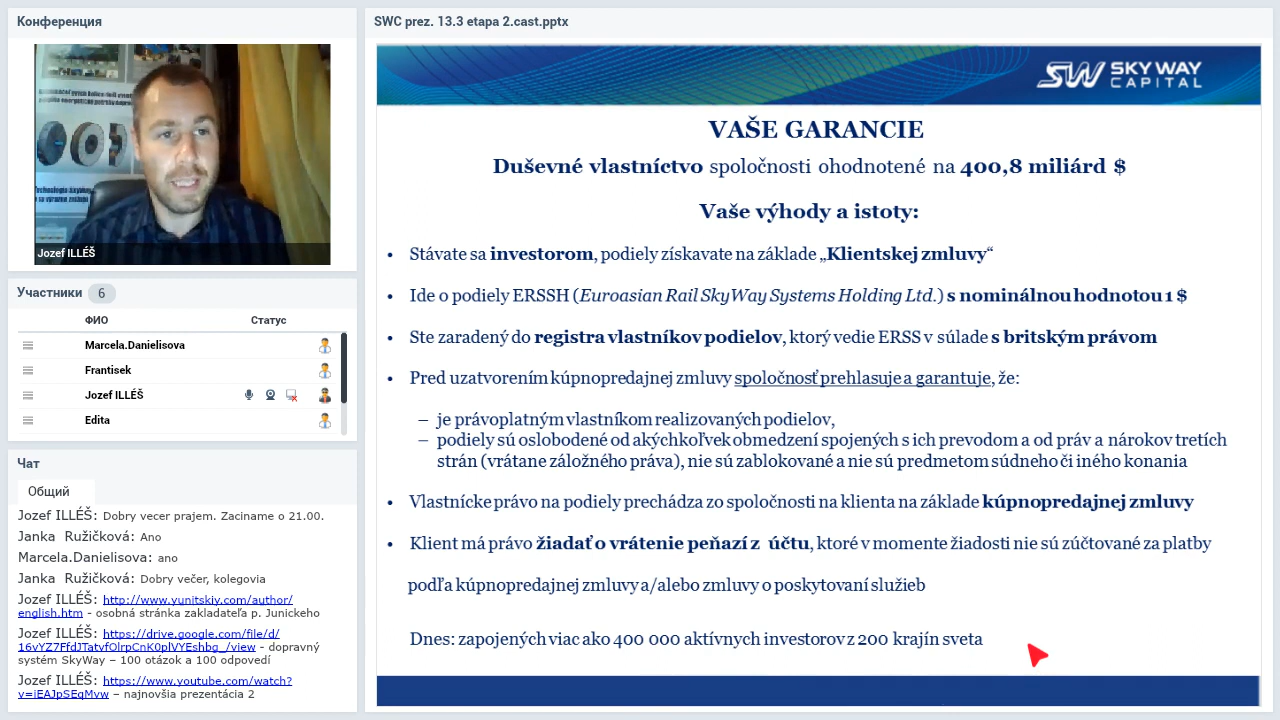 Конференция
Jozef ILLÉŠ
Участники 6
ФИО Статус
Marcela.Danielisova
Frantisek
Jozef ILLÉŠ
Edita
Чат
Общий
Jozef ILLÉŠ: Dobry vecer prajem. Zaciname o 21.00.
Janka Ružičková: Ano
Marcela.Danielisova: ano
Janka Ružičková: Dobry večer, kolegovia
Jozef ILLÉŠ: http://www.yunitskiy.com/author/
english.htm - osobná stránka zakladateľa p. Junickeho
Jozef ILLÉŠ: https://drive.google.com/file/d/
16vYZ7FfdJTatvfOlrpCnK0plVYEshbg_/view - dopravný
systém SkyWay – 100 otázok a 100 odpovedí
Jozef ILLÉŠ: https://www.youtube.com/watch?
v=iEAJpSEqMvw – najnovšia prezentácia 2
SWC prez. 13.3 etapa 2.cast.pptx
SW SKY WAY
CAPITAL
VAŠE GARANCIE
Duševné vlastníctvo spoločnosti ohodnotené na 400,8 miliárd $
Vaše výhody a istoty:
• Stávate sa investorom, podiely získavate na základe „Klientskej zmluvy“
• Ide o podiely ERSSH (Euroasian Rail SkyWay Systems Holding Ltd.) s nominálnou hodnotou 1 $
• Ste zaradený do registra vlastníkov podielov, ktorý vedie ERSS v súlade s britským právom
• Pred uzatvorením kúpnopredajnej zmluvy spoločnosť prehlasuje a garantuje, že:
– je právoplatným vlastníkom realizovaných podielov,
– podiely sú oslobodené od akýchkoľvek obmedzení spojených s ich prevodom a od práv a nárokov tretích
strán (vrátane záložného práva), nie sú zablokované a nie sú predmetom súdneho či iného konania
• Vlastnícke právo na podiely prechádza zo spoločnosti na klienta na základe kúpnopredajnej zmluvy
• Klient má právo žiadať o vrátenie peňazí z účtu, ktoré v momente žiadosti nie sú zúčtované za platby
podľa kúpnopredajnej zmluvy a/alebo zmluvy o poskytovaní služieb
Dnes: zapojených viac ako 400 000 aktívnych investorov z 200 krajín sveta